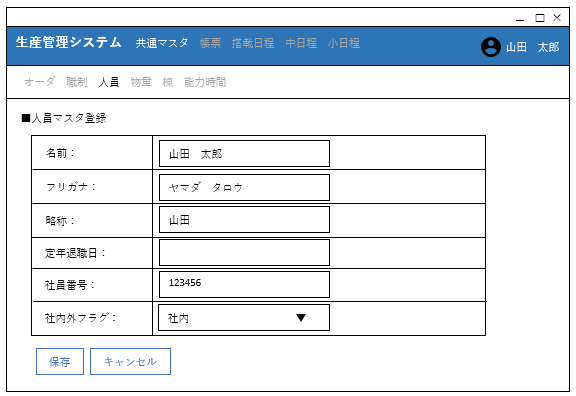 生産管理システム 共通マスタ 帳票 搭載日程 中日程 小日程 山田　太郎
オーダ 職制 人員 物量 棟 能力時間
■人員マスタ登録
名前： 山田　太郎
フリガナ： ヤマダ　タロウ
略称： 山田
定年退職日：
社員番号： 123456
社内外フラグ： 社内 ▼
保存 キャンセル